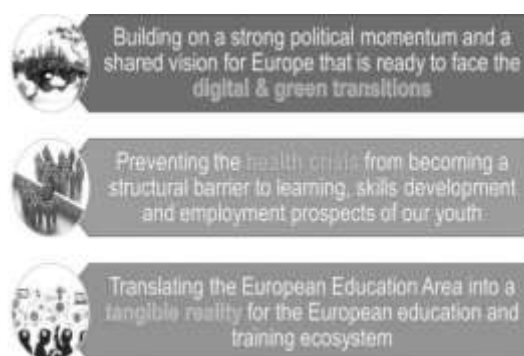 Building on a strong political momentum and a
shared vision for Europe that is ready to face the
digital & green transitions
Preventing the health crisis from becoming a
structural barrier to learning, skills development
and employment prospects of our youth
Translating the European Education Area into a
tangible reality for the European education and
training ecosystem